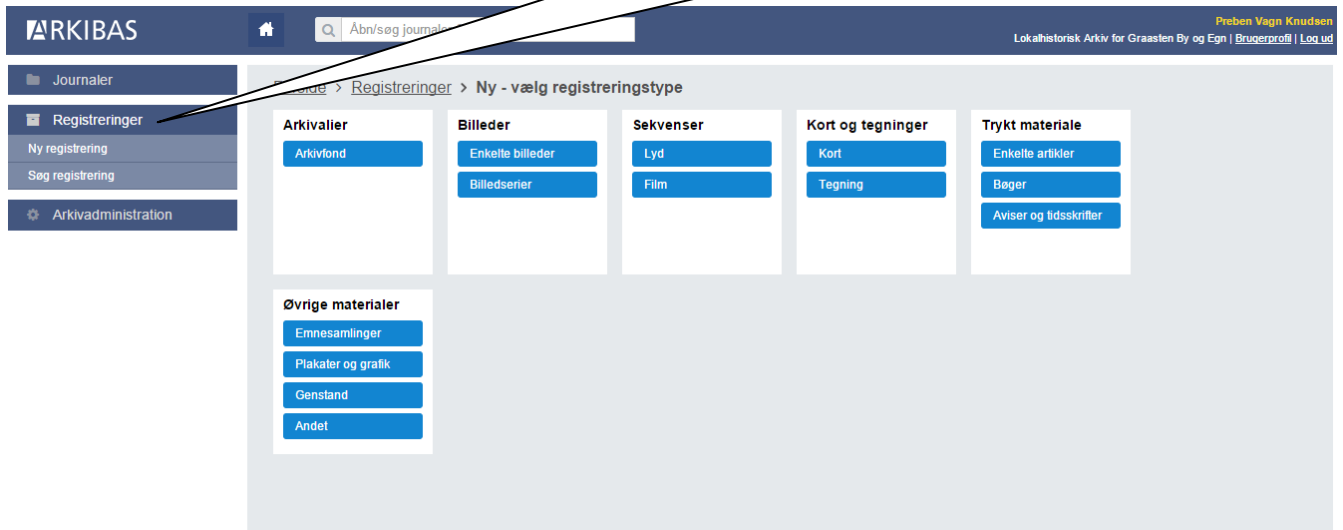 ARKIBAS
Åbn/søg journaler
Preben Vagn Knudsen
Lokalhistorisk Arkiv for Graasten By og Egn | Brugerprofil | Log ud
Journaler
Registreringer
Ny registrering
Søg registrering
Arkivadministration
> Registreringer > Ny - vælg registreringstype
Arkivalier
Arkivfond
Billeder
Enkelte billeder
Billedserier
Sekvenser
Lyd
Film
Kort og tegninger
Kort
Tegning
Trykt materiale
Enkelte artikler
Bøger
Aviser og tidsskrifter
Øvrige materialer
Emnesamlinger
Plakater og grafik
Genstand
Andet